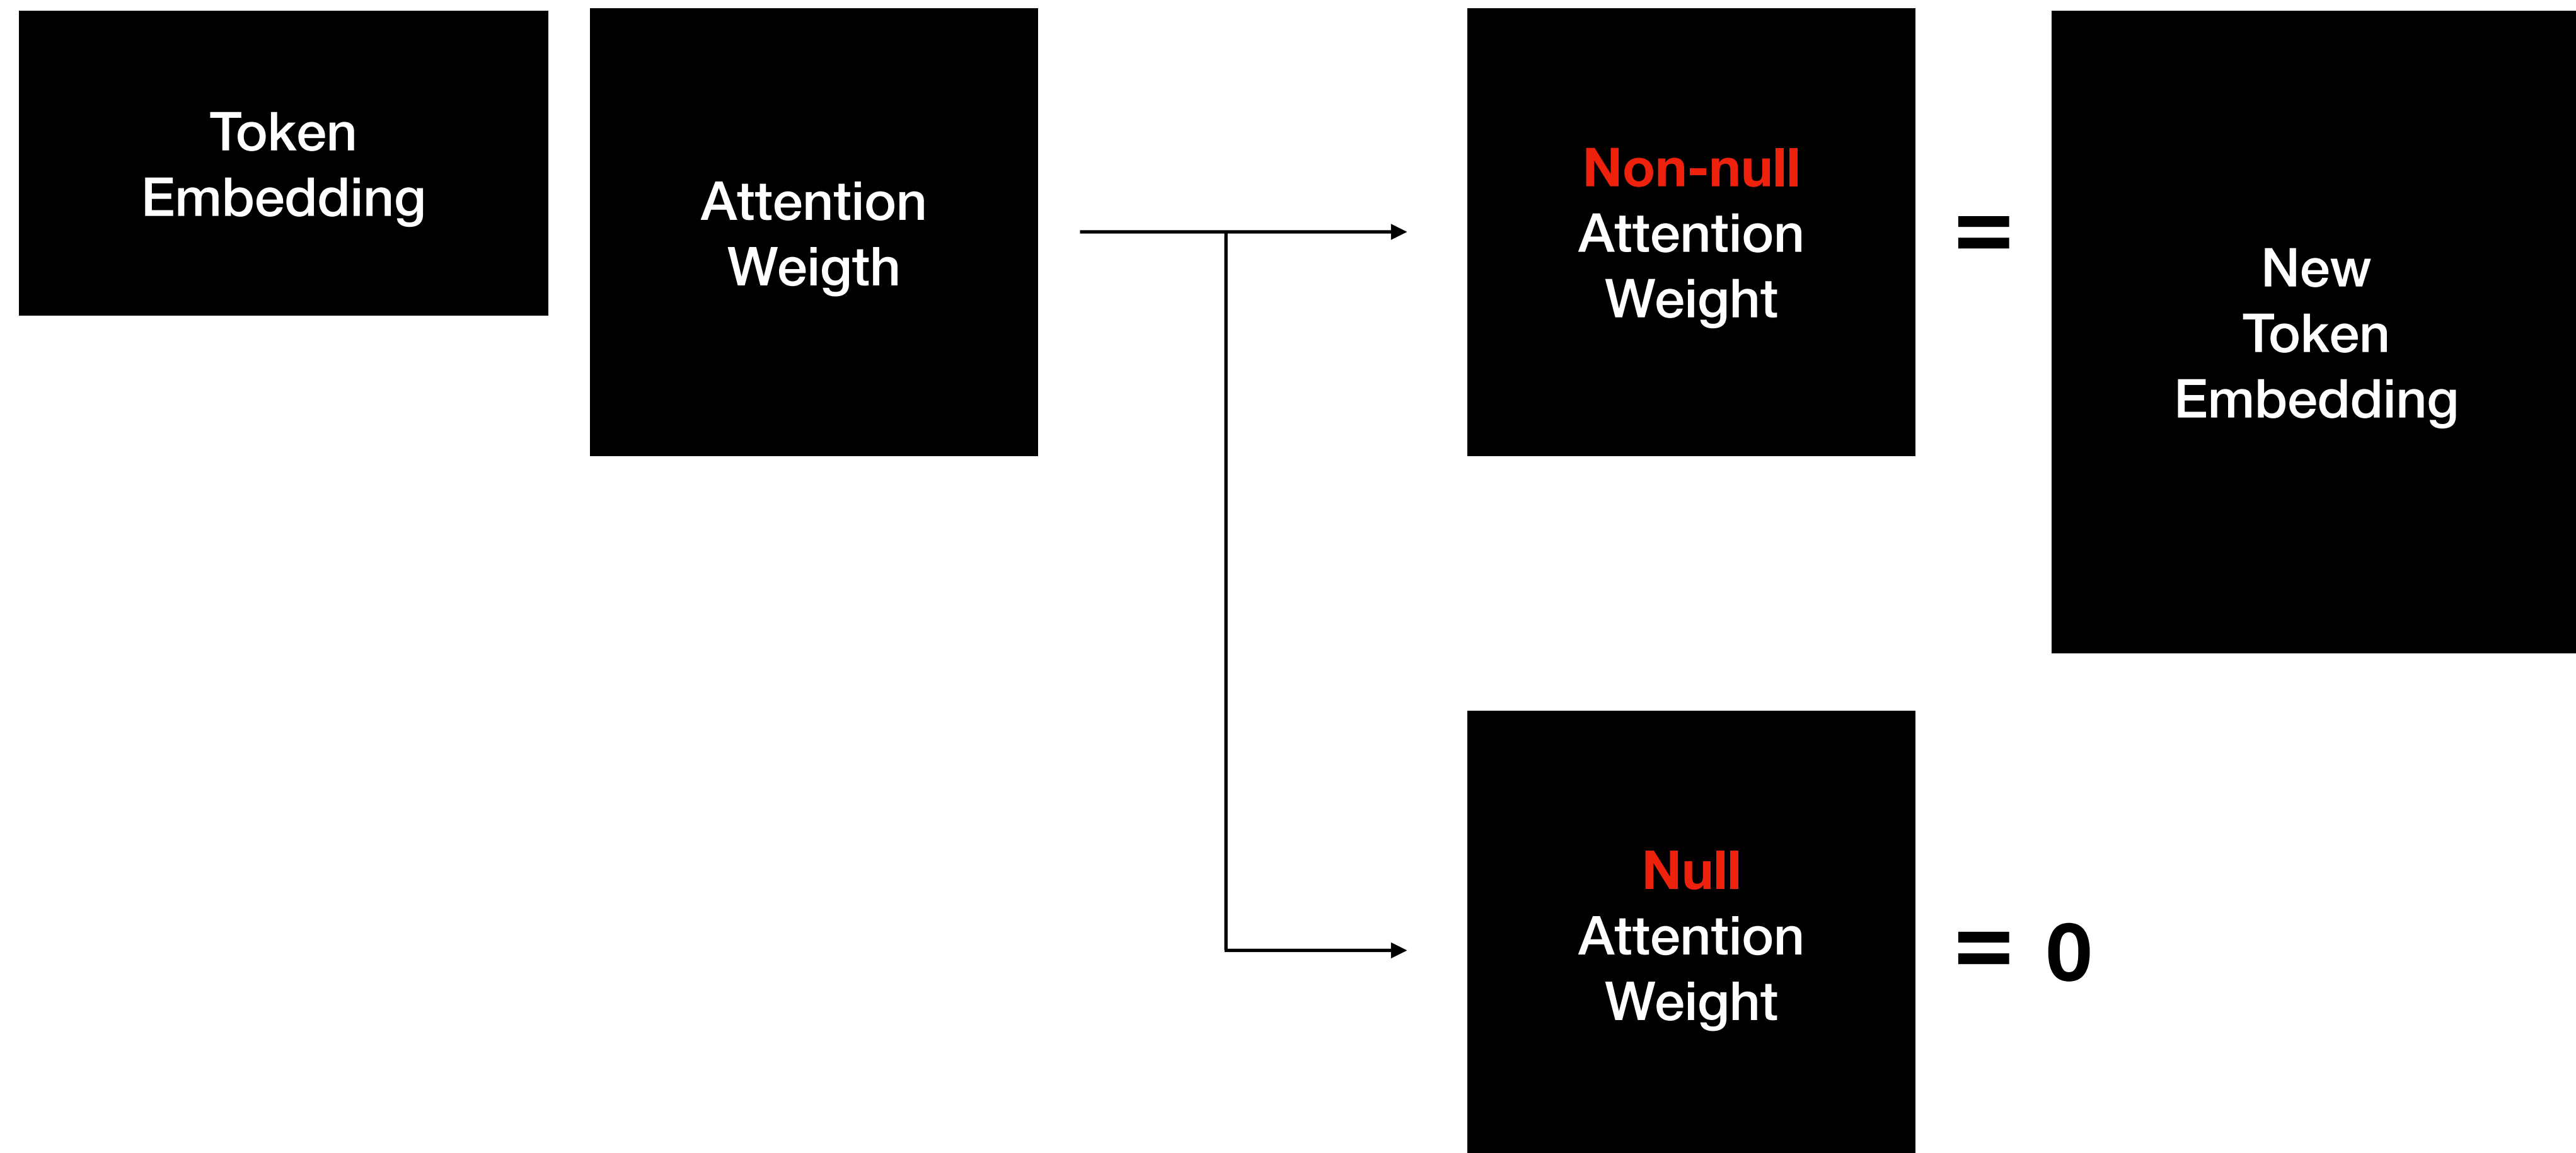 Token
Embedding
Attention
Weigth
Non-null
Attention
Weight
=
New
Token
Embedding
Null
Attention
Weight
= 0